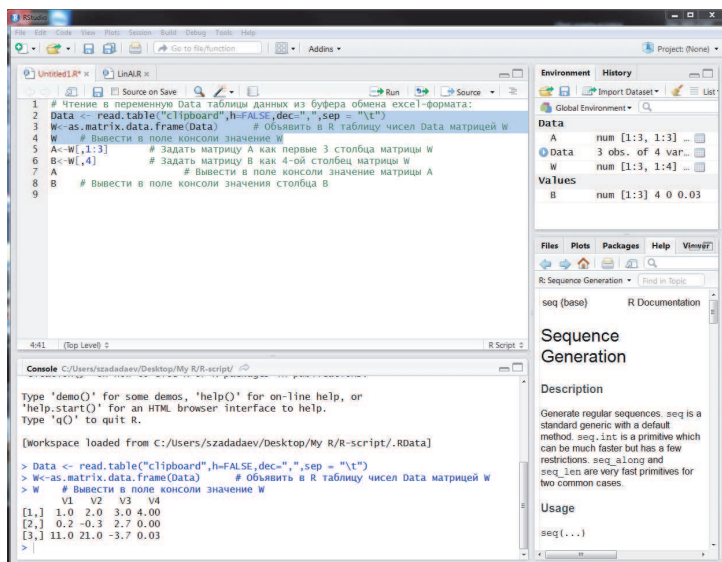 RStudio
File Edit Code View Plots Session Build Debug Tools Help
Go to file/function
Addins
Project: (None)
Untitled1.R*
LinAl.R
Source on Save
Run
Source
1 # Чтение в переменную Data таблицы данных из буфера обмена excel-формата:
2 Data <- read.table("clipboard",h=FALSE,dec=",",sep = "\t")
3 W<-as.matrix.data.frame(Data) # Объявить в R таблицу чисел Data матрицей W
4 W # Вывести в поле консоли значение W
5 A<-W[,1:3] # Задать матрицу A как первые 3 столбца матрицы W
6 B<-W[,4] # Задать матрицу B как 4-ой столбец матрицы W
7 A # Вывести в поле консоли значение матрицы A
8 B # Вывести в поле консоли значения столбца B
9
4:41 (Top Level) R Script
Console C:/Users/szadadaev/Desktop/My R/R-script/
Type 'demo()' for some demos, 'help()' for on-line help, or
'help.start()' for an HTML browser interface to help.
Type 'q()' to quit R.
[Workspace loaded from C:/Users/szadadaev/Desktop/My R/R-script/.RData]
> Data <- read.table("clipboard",h=FALSE,dec=",",sep = "\t")
> W<-as.matrix.data.frame(Data) # Объявить в R таблицу чисел Data матрицей W
> W # Вывести в поле консоли значение W
V1 V2 V3 V4
[1,] 1.0 2.0 3.0 4.00
[2,] 0.2 -0.3 2.7 0.00
[3,] 11.0 21.0 -3.7 0.03
>
Environment History
Import Dataset
List
Global Environment
Data
A num [1:3, 1:3] …
Data 3 obs. of 4 var…
W num [1:3, 1:4] …
Values
B num [1:3] 4 0 0.03
Files Plots Packages Help Viewer
R: Sequence Generation
Find in Topic
seq {base} R Documentation
Sequence
Generation
Description
Generate regular sequences. seq is a
standard generic with a default
method. seq.int is a primitive which
can be much faster but has a few
restrictions. seq_along and
seq_len are very fast primitives for
two common cases.
Usage
seq(...)